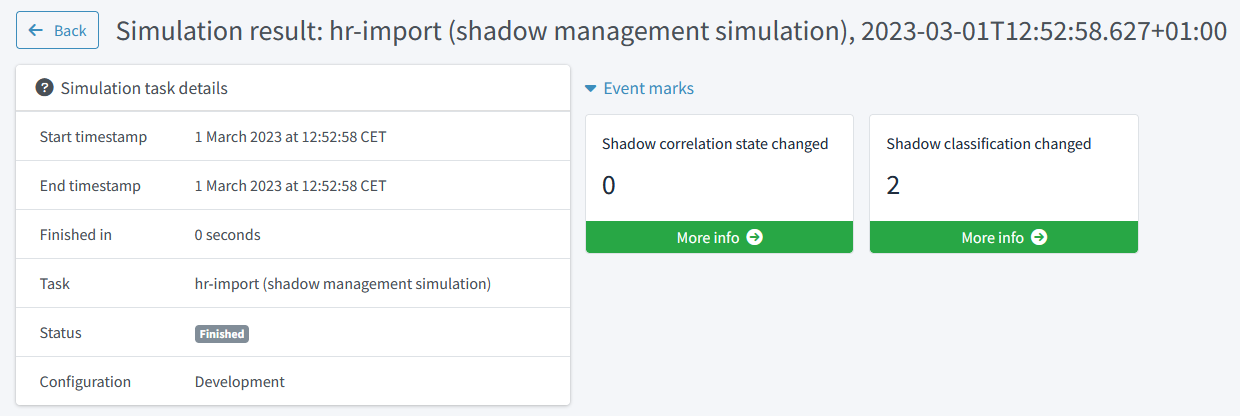 Back
Simulation result: hr-import (shadow management simulation), 2023-03-01T12:52:58.627+01:00
Simulation task details
Start timestamp 1 March 2023 at 12:52:58 CET
End timestamp 1 March 2023 at 12:52:58 CET
Finished in 0 seconds
Task hr-import (shadow management simulation)
Status Finished
Configuration Development
Event marks
Shadow correlation state changed
0
More info
Shadow classification changed
2
More info